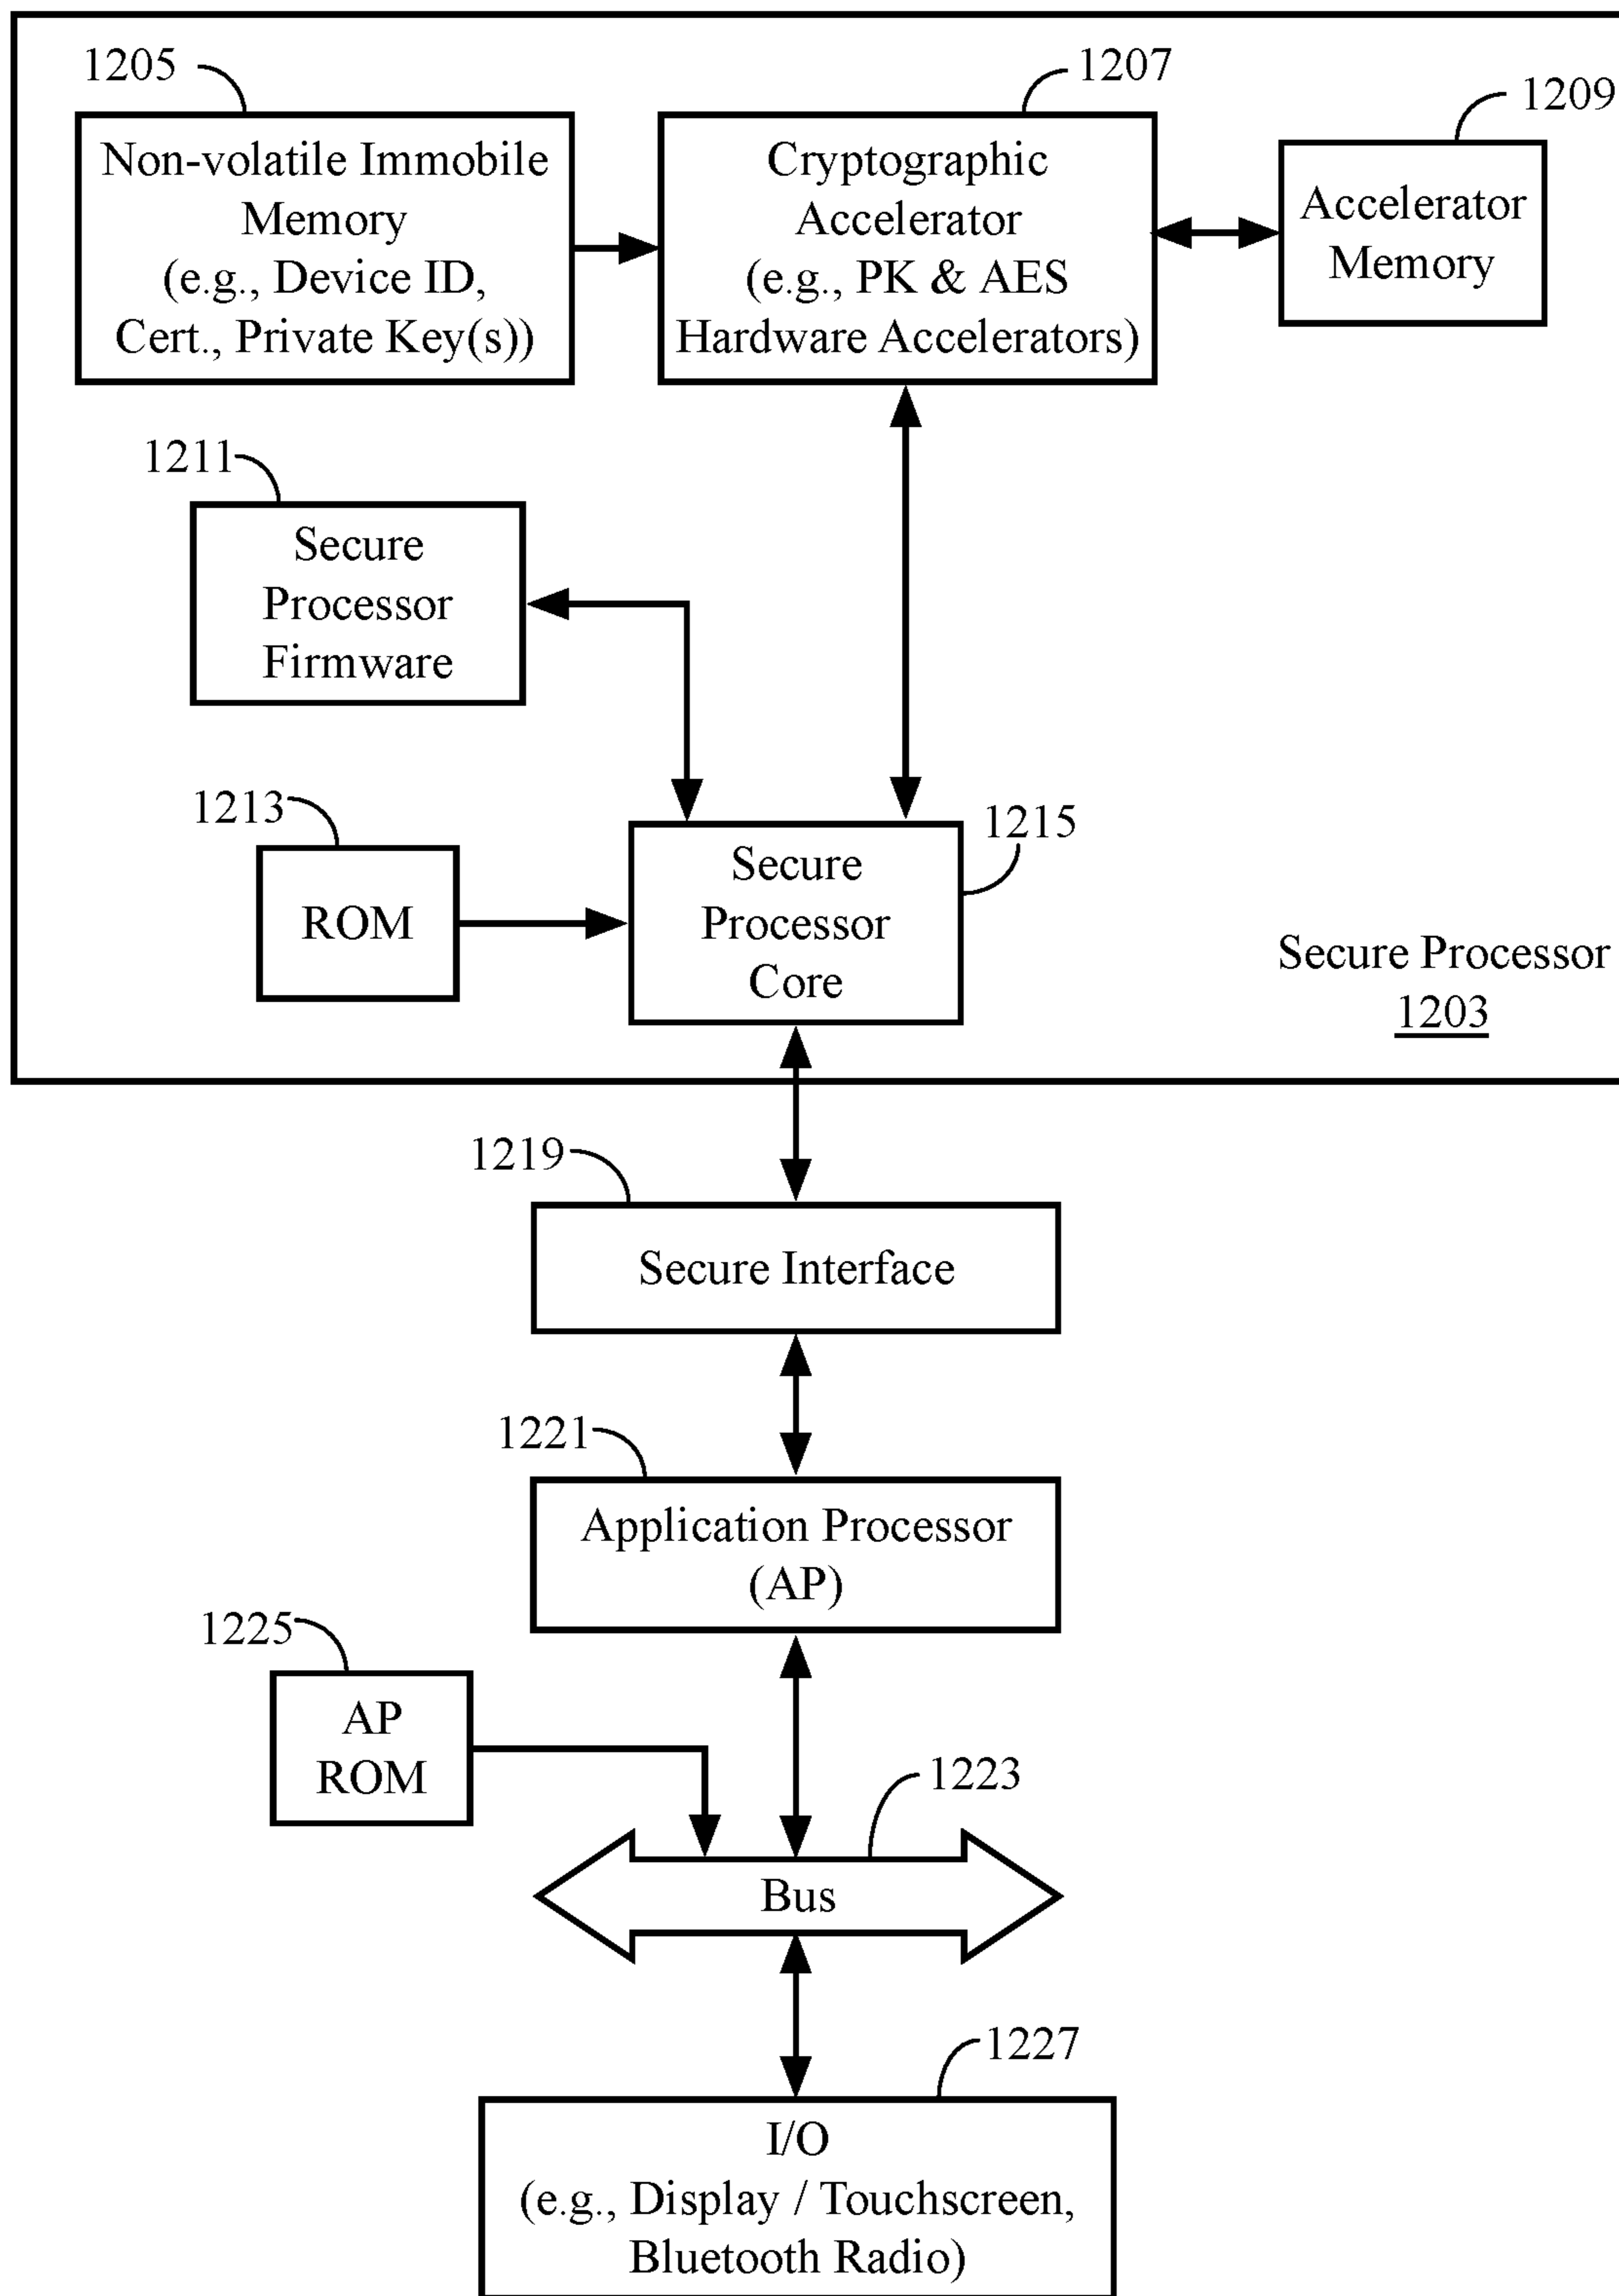 1205
1207
1209
Non-volatile Immobile
Memory
(e.g., Device ID,
Cert., Private Key(s))
Cryptographic
Accelerator
(e.g., PK & AES
Hardware Accelerators)
Accelerator
Memory
1211
Secure
Processor
Firmware
1213
ROM
1215
Secure
Processor
Core
Secure Processor
1203
1219
Secure Interface
1221
Application Processor
(AP)
1225
AP
ROM
1223
Bus
1227
I/O
(e.g., Display / Touchscreen,
Bluetooth Radio)